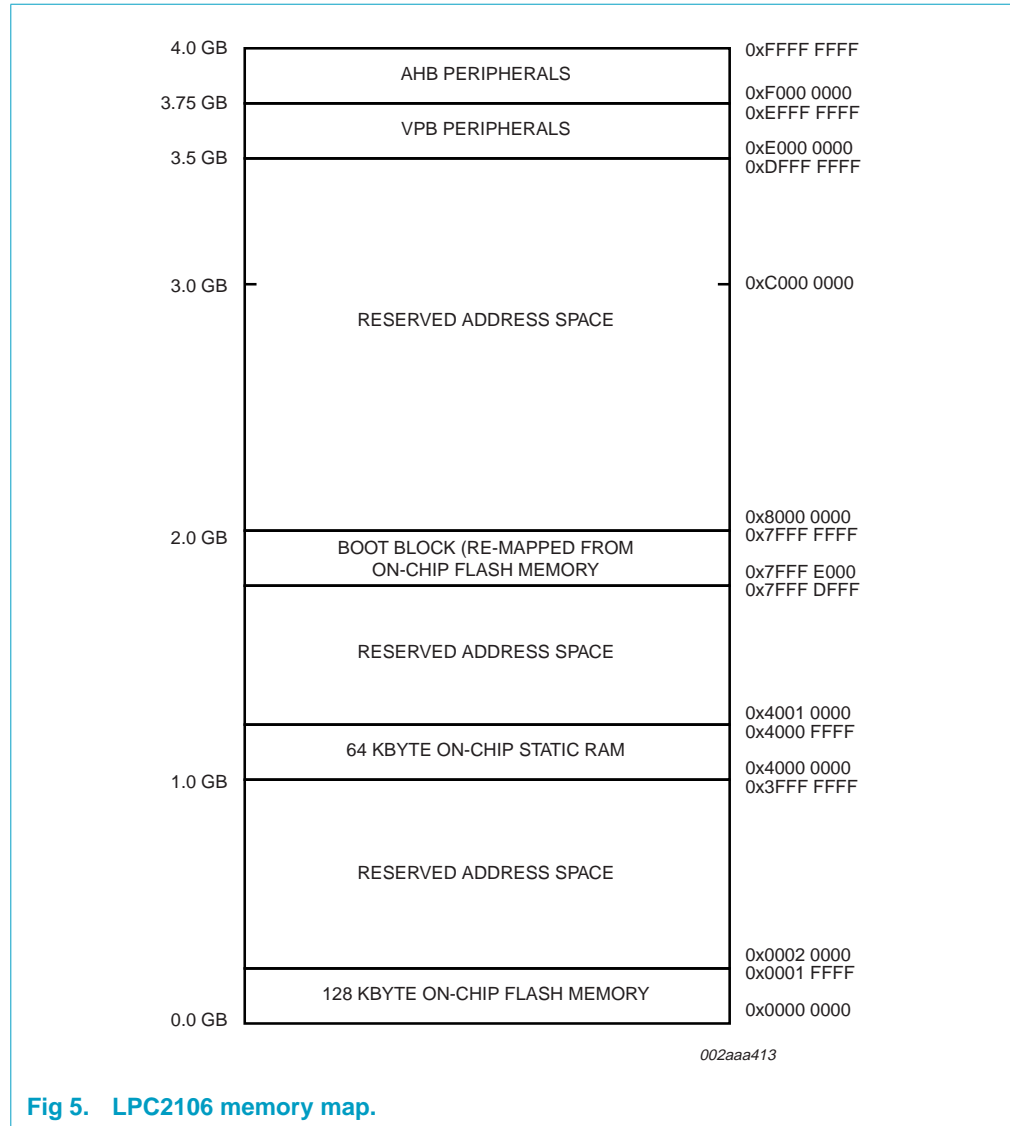 4.0 GB
0xFFFF FFFF
AHB PERIPHERALS
0xF000 0000
3.75 GB
0xEFFF FFFF
VPB PERIPHERALS
0xE000 0000
3.5 GB
0xDFFF FFFF
3.0 GB
0xC000 0000
RESERVED ADDRESS SPACE
0x8000 0000
2.0 GB
0x7FFF FFFF
BOOT BLOCK (RE-MAPPED FROM
ON-CHIP FLASH MEMORY
0x7FFF E000
0x7FFF DFFF
RESERVED ADDRESS SPACE
0x4001 0000
0x4000 FFFF
64 KBYTE ON-CHIP STATIC RAM
0x4000 0000
1.0 GB
0x3FFF FFFF
RESERVED ADDRESS SPACE
0x0002 0000
0x0001 FFFF
128 KBYTE ON-CHIP FLASH MEMORY
0x0000 0000
0.0 GB
002aaa413
Fig 5. LPC2106 memory map.